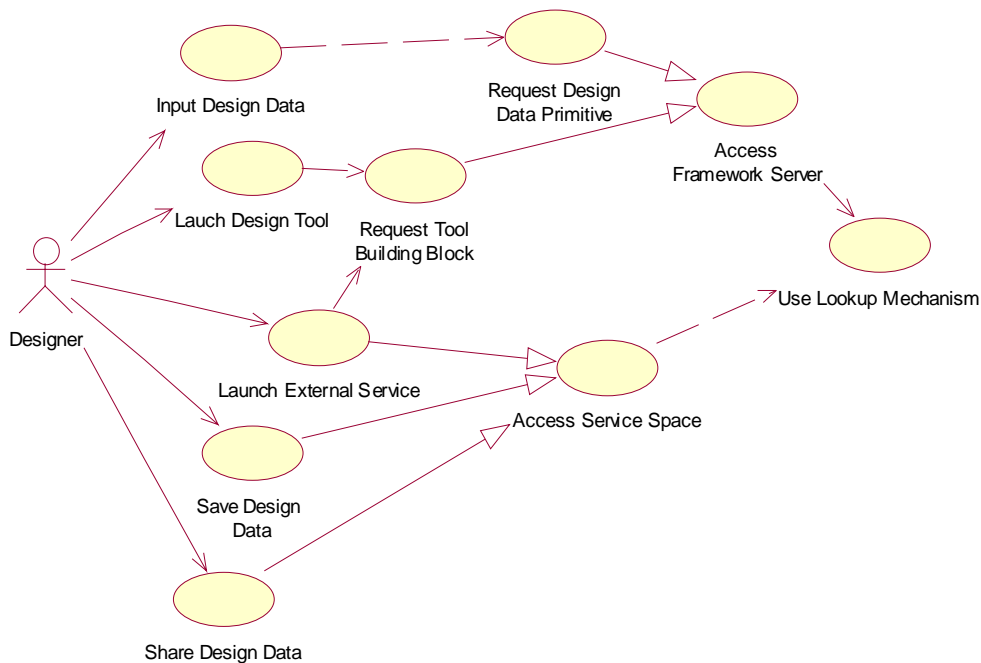 Input Design Data
Request Design
Data Primitive
Access
Framework Server
Lauch Design Tool
Request Tool
Building Block
Use Lookup Mechanism
Designer
Launch External Service
Access Service Space
Save Design
Data
Share Design Data